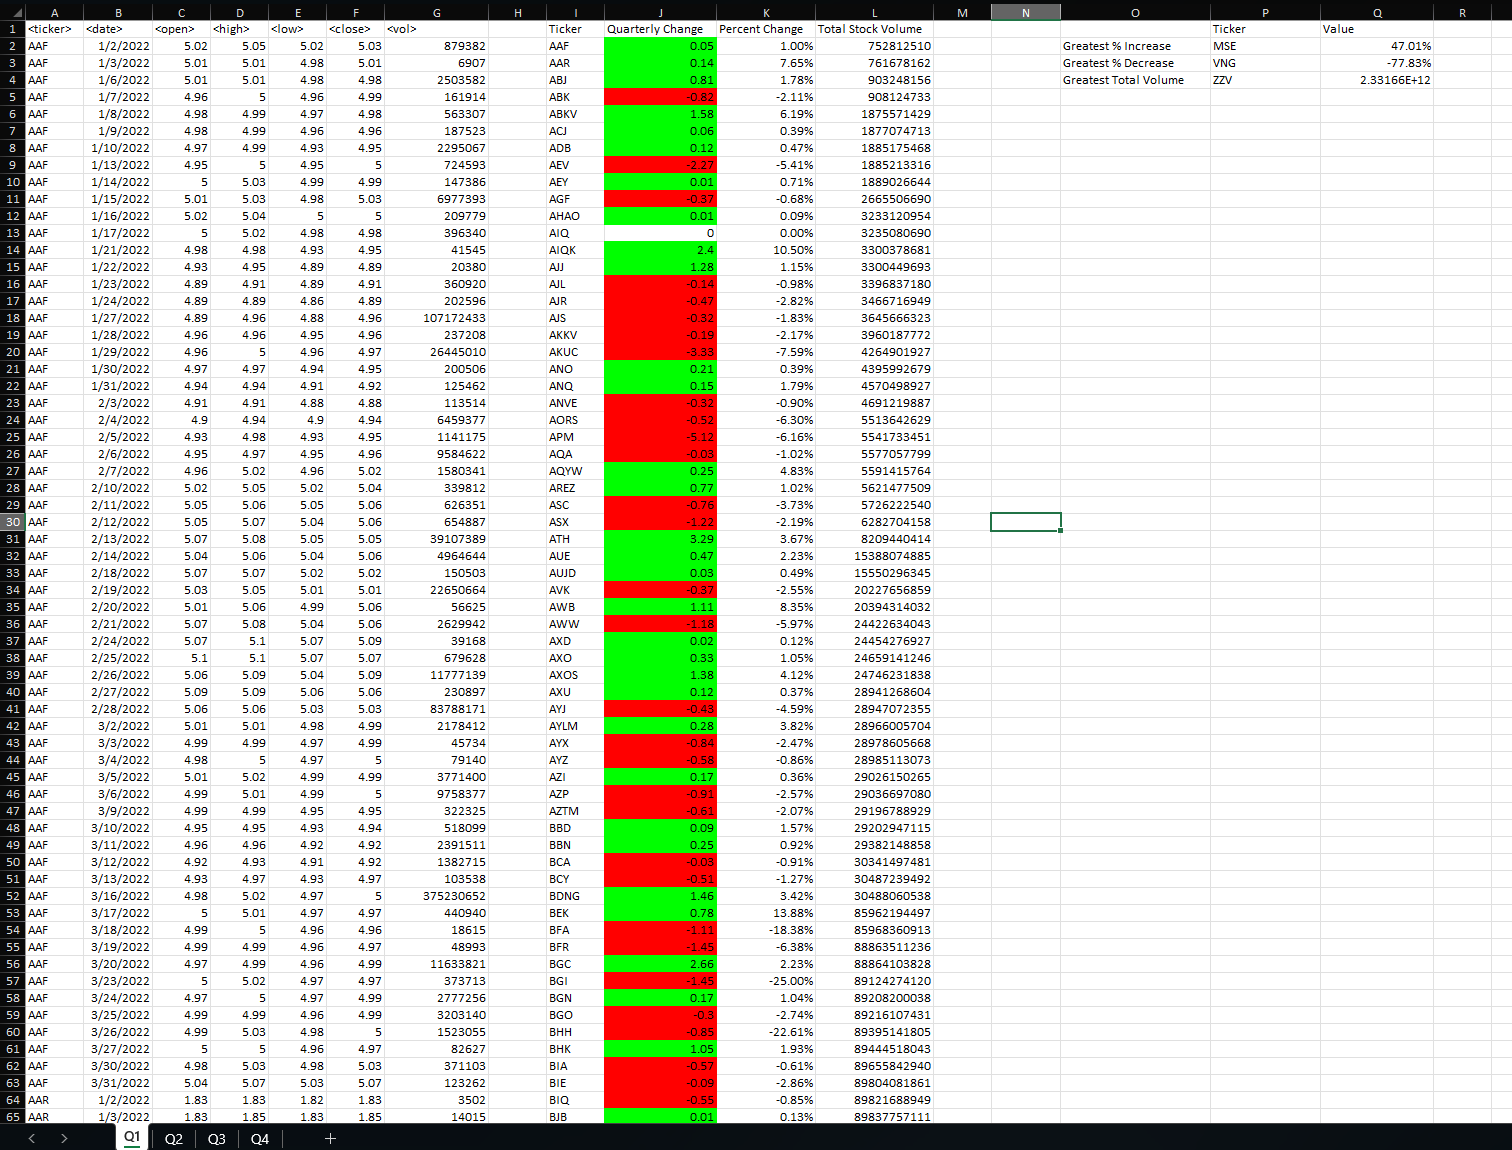 A B C D E F G H I J K L M N O P Q R
1 <ticker> <date> <open> <high> <low> <close> <vol> Ticker Quarterly Change Percent Change Total Stock Volume Ticker Value
2 AAF 1/2/2022 5.02 5.05 5.02 5.03 879382 AAF 0.05 1.00% 752812510 Greatest % Increase MSE 47.01%
3 AAF 1/3/2022 5.01 5.01 4.98 5.01 6907 AAR 0.14 7.65% 761678162 Greatest % Decrease VNG -77.83%
4 AAF 1/6/2022 5.01 5.01 4.98 4.98 2503582 ABJ 0.81 1.78% 903248156 Greatest Total Volume ZZV 2.33166E+12
5 AAF 1/7/2022 4.96 5 4.96 4.99 161914 ABK -0.82 -2.11% 908124733
6 AAF 1/8/2022 4.98 4.99 4.97 4.98 563307 ABKV 1.58 6.19% 1875571429
7 AAF 1/9/2022 4.98 4.99 4.96 4.96 187523 ACJ 0.06 0.39% 1877074713
8 AAF 1/10/2022 4.97 4.99 4.93 4.95 2295067 ADB 0.12 0.47% 1885175468
9 AAF 1/13/2022 4.95 5 4.95 5 724593 AEV -2.27 -5.41% 1885213316
10 AAF 1/14/2022 5 5.03 4.99 4.99 147386 AEY 0.01 0.71% 1889026644
11 AAF 1/15/2022 5.01 5.03 4.98 5.03 6977393 AGF -0.37 -0.68% 2665506690
12 AAF 1/16/2022 5.02 5.04 5 5 209779 AHAO 0.01 0.09% 3233120954
13 AAF 1/17/2022 5 5.02 4.98 4.98 396340 AIQ 0 0.00% 3235080690
14 AAF 1/21/2022 4.98 4.98 4.93 4.95 41545 AIQK 2.4 10.50% 3300378681
15 AAF 1/22/2022 4.93 4.95 4.89 4.89 20380 AJJ 1.28 1.15% 3300449693
16 AAF 1/23/2022 4.89 4.91 4.89 4.91 360920 AJL -0.14 -0.98% 3396837180
17 AAF 1/24/2022 4.89 4.89 4.86 4.89 202596 AJR -0.47 -2.82% 3466716949
18 AAF 1/27/2022 4.89 4.96 4.88 4.96 107172433 AJS -0.32 -1.83% 3645666323
19 AAF 1/28/2022 4.96 4.96 4.95 4.96 237208 AKKV -0.19 -2.17% 3960187772
20 AAF 1/29/2022 4.96 5 4.96 4.97 26445010 AKUC -3.33 -7.59% 4264901927
21 AAF 1/30/2022 4.97 4.97 4.94 4.95 200506 ANO 0.21 0.39% 4395992679
22 AAF 1/31/2022 4.94 4.94 4.91 4.92 125462 ANQ 0.15 1.79% 4570498927
23 AAF 2/3/2022 4.91 4.91 4.88 4.88 113514 ANVE -0.32 -0.90% 4691219887
24 AAF 2/4/2022 4.9 4.94 4.9 4.94 6459377 AORS -0.52 -6.30% 5513642629
25 AAF 2/5/2022 4.93 4.98 4.93 4.95 1141175 APM -5.12 -6.16% 5541733451
26 AAF 2/6/2022 4.95 4.97 4.95 4.96 9584622 AQA -0.03 -1.02% 5577057799
27 AAF 2/7/2022 4.96 5.02 4.96 5.02 1580341 AQYW 0.25 4.83% 5591415764
28 AAF 2/10/2022 5.02 5.05 5.02 5.04 339812 AREZ 0.77 1.02% 5621477509
29 AAF 2/11/2022 5.05 5.06 5.05 5.06 626351 ASC -0.76 -3.73% 5726222540
30 AAF 2/12/2022 5.05 5.07 5.04 5.06 654887 ASX -1.22 -2.19% 6282704158
31 AAF 2/13/2022 5.07 5.08 5.05 5.05 39107389 ATH 3.29 3.67% 8209440414
32 AAF 2/14/2022 5.04 5.06 5.04 5.06 4964644 AUE 0.47 2.23% 15388074885
33 AAF 2/18/2022 5.07 5.07 5.02 5.02 150503 AUJD 0.03 0.49% 15550296345
34 AAF 2/19/2022 5.03 5.05 5.01 5.01 22650664 AVK -0.37 -2.55% 20227656859
35 AAF 2/20/2022 5.01 5.06 4.99 5.06 56625 AWB 1.11 8.35% 20394314032
36 AAF 2/21/2022 5.07 5.08 5.04 5.06 2629942 AWW -1.18 -5.97% 24422634043
37 AAF 2/24/2022 5.07 5.1 5.07 5.09 39168 AXD 0.02 0.12% 24454276927
38 AAF 2/25/2022 5.1 5.1 5.07 5.07 679628 AXO 0.33 1.05% 24659141246
39 AAF 2/26/2022 5.06 5.09 5.04 5.09 11777139 AXOS 1.38 4.12% 24746231838
40 AAF 2/27/2022 5.09 5.09 5.06 5.06 230897 AXU 0.12 0.37% 28941268604
41 AAF 2/28/2022 5.06 5.06 5.03 5.03 83788171 AYJ -0.43 -4.59% 28947072355
42 AAF 3/2/2022 5.01 5.01 4.98 4.99 2178412 AYLM 0.28 3.82% 28966005704
43 AAF 3/3/2022 4.99 4.99 4.97 4.99 45734 AYX -0.84 -2.47% 28978605668
44 AAF 3/4/2022 4.98 5 4.97 5 79140 AYZ -0.58 -0.86% 28985113073
45 AAF 3/5/2022 5.01 5.02 4.99 4.99 3771400 AZI 0.17 0.36% 29026150265
46 AAF 3/6/2022 4.99 5.01 4.99 5 9758377 AZP -0.91 -2.57% 29036697080
47 AAF 3/9/2022 4.99 4.99 4.95 4.95 322325 AZTM -0.61 -2.07% 29196788929
48 AAF 3/10/2022 4.95 4.95 4.93 4.94 518099 BBD 0.09 1.57% 29202947115
49 AAF 3/11/2022 4.96 4.96 4.92 4.92 2391511 BBN 0.25 0.92% 29382148858
50 AAF 3/12/2022 4.92 4.93 4.91 4.92 1382715 BCA -0.03 -0.91% 30341497481
51 AAF 3/13/2022 4.93 4.97 4.93 4.97 103538 BCY -0.51 -1.27% 30487239492
52 AAF 3/16/2022 4.98 5.02 4.97 5 375230652 BDNG 1.46 3.42% 30488060538
53 AAF 3/17/2022 5 5.01 4.97 4.97 440940 BEK 0.78 13.88% 85962194497
54 AAF 3/18/2022 4.99 5 4.96 4.96 18615 BFA -1.11 -18.38% 85968360913
55 AAF 3/19/2022 4.99 4.99 4.96 4.97 48993 BFR -1.45 -6.38% 88863511236
56 AAF 3/20/2022 4.97 4.99 4.96 4.99 11633821 BGC 2.66 2.23% 88864103828
57 AAF 3/23/2022 5 5.02 4.97 4.97 373713 BGI -1.45 -25.00% 89124274120
58 AAF 3/24/2022 4.97 5 4.97 4.99 2777256 BGN 0.17 1.04% 89208200038
59 AAF 3/25/2022 4.99 4.99 4.96 4.99 3203140 BGO -0.3 -2.74% 89216107431
60 AAF 3/26/2022 4.99 5.03 4.98 5 1523055 BHH -0.85 -22.61% 89395141805
61 AAF 3/27/2022 5 5 4.96 4.97 82627 BHK 1.05 1.93% 89444518043
62 AAF 3/30/2022 4.98 5.03 4.98 5.03 371103 BIA -0.57 -0.61% 89655842940
63 AAF 3/31/2022 5.04 5.07 5.03 5.07 123262 BIE -0.09 -2.86% 89804081861
64 AAR 1/2/2022 1.83 1.83 1.82 1.83 3502 BIQ -0.55 -0.85% 89821688949
65 AAR 1/3/2022 1.83 1.85 1.83 1.85 14015 BJB 0.01 0.13% 89837757111
Q1 Q2 Q3 Q4